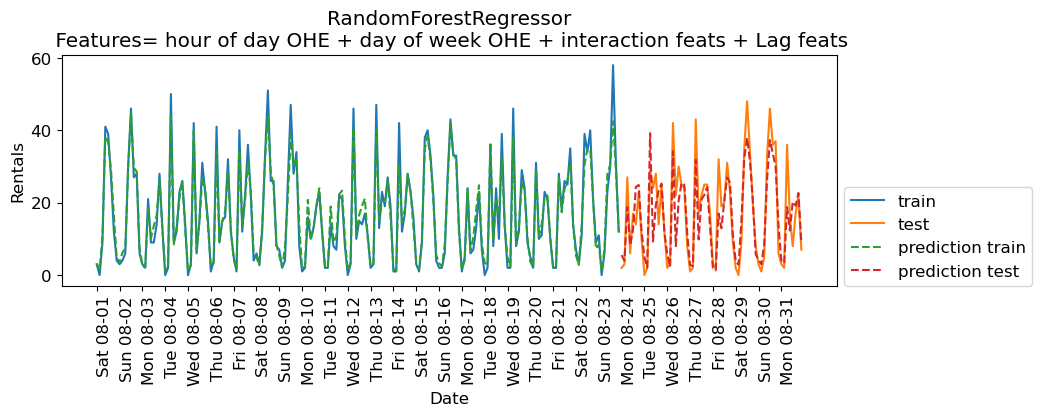 RandomForestRegressor
Features= hour of day OHE + day of week OHE + interaction feats + Lag feats
60
40
20
0
Rentals
Sat 08-01
Sun 08-02
Mon 08-03
Tue 08-04
Wed 08-05
Thu 08-06
Fri 08-07
Sat 08-08
Sun 08-09
Mon 08-10
Tue 08-11
Wed 08-12
Thu 08-13
Fri 08-14
Sat 08-15
Sun 08-16
Mon 08-17
Tue 08-18
Wed 08-19
Thu 08-20
Fri 08-21
Sat 08-22
Sun 08-23
Mon 08-24
Tue 08-25
Wed 08-26
Thu 08-27
Fri 08-28
Sat 08-29
Sun 08-30
Mon 08-31
Date
train
test
prediction train
prediction test